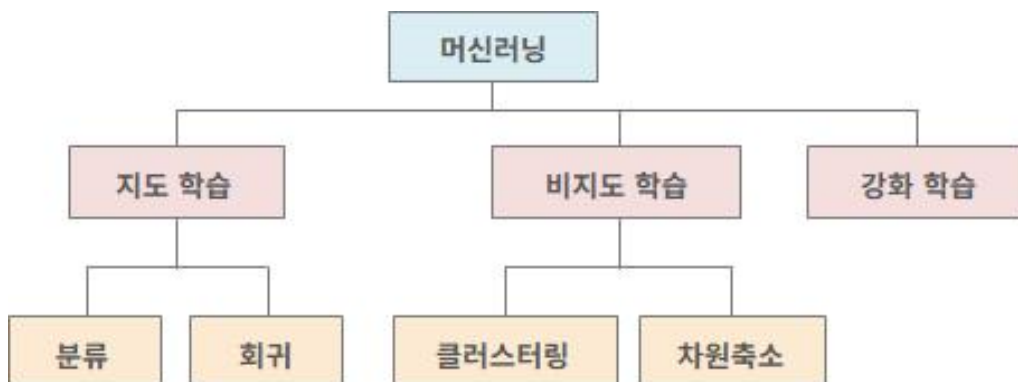 머신러닝
지도 학습
비지도 학습
강화 학습
분류
회귀
클러스터링
차원축소